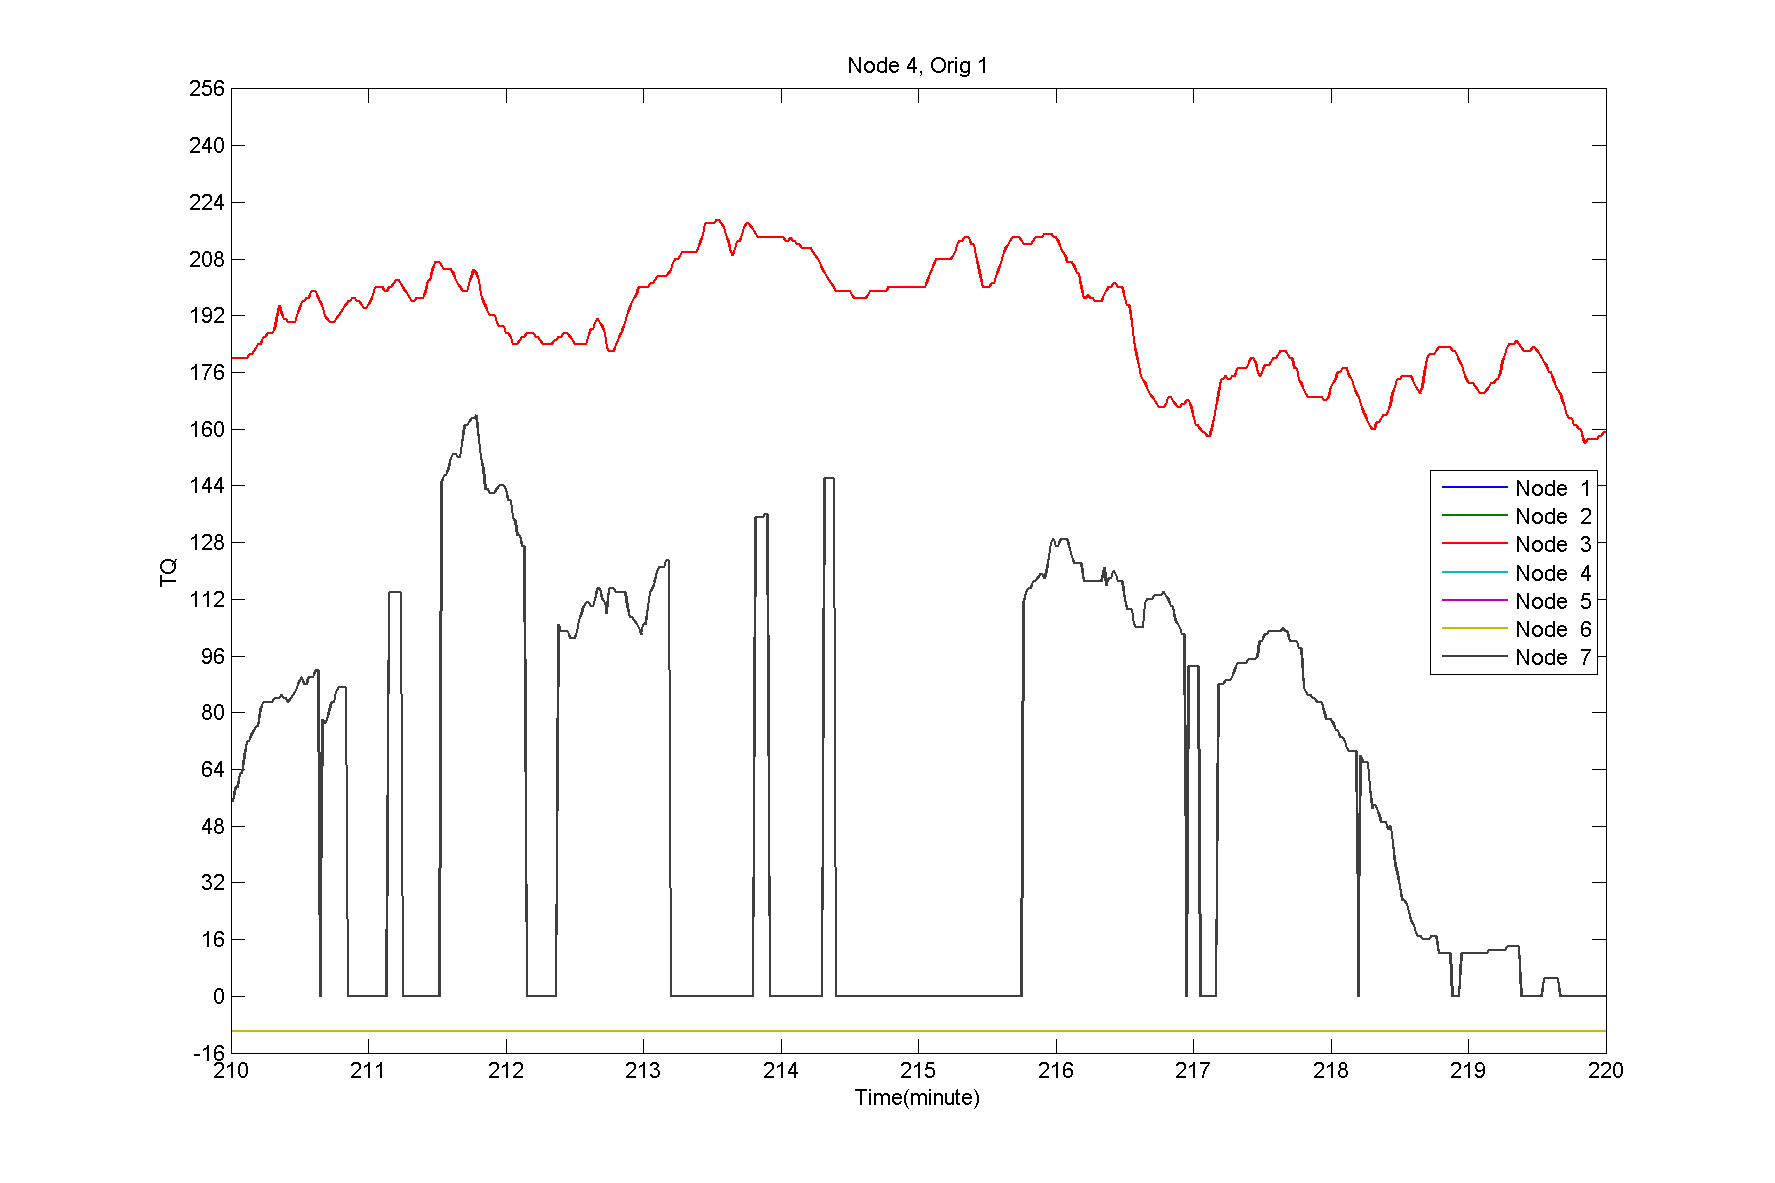 Node 4, Orig 1
256
240
224
208
192
176
160
144
128
112
96
80
64
48
32
16
0
-16
TQ
Node 1
Node 2
Node 3
Node 4
Node 5
Node 6
Node 7
210 211 212 213 214 215 216 217 218 219 220
Time(minute)